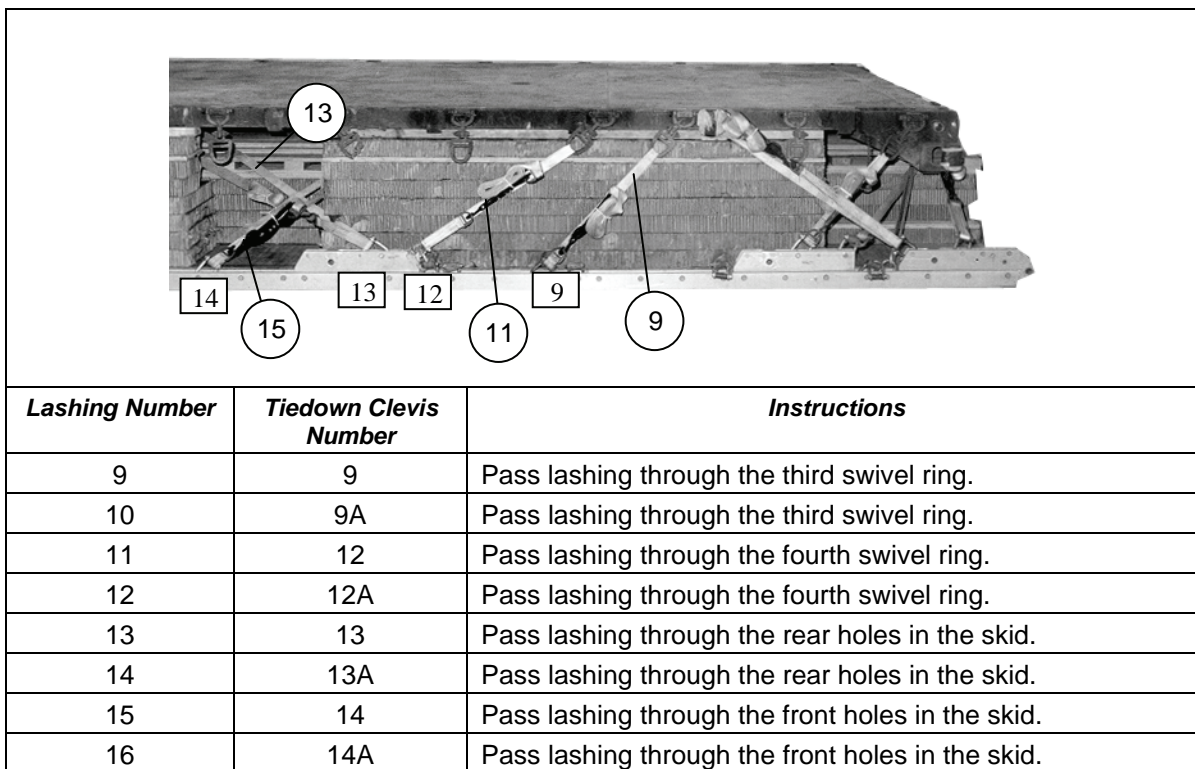 13
14
13
12
9
15
11
9
Lashing Number Tiedown Clevis Number Instructions
9 9 Pass lashing through the third swivel ring.
10 9A Pass lashing through the third swivel ring.
11 12 Pass lashing through the fourth swivel ring.
12 12A Pass lashing through the fourth swivel ring.
13 13 Pass lashing through the rear holes in the skid.
14 13A Pass lashing through the rear holes in the skid.
15 14 Pass lashing through the front holes in the skid.
16 14A Pass lashing through the front holes in the skid.